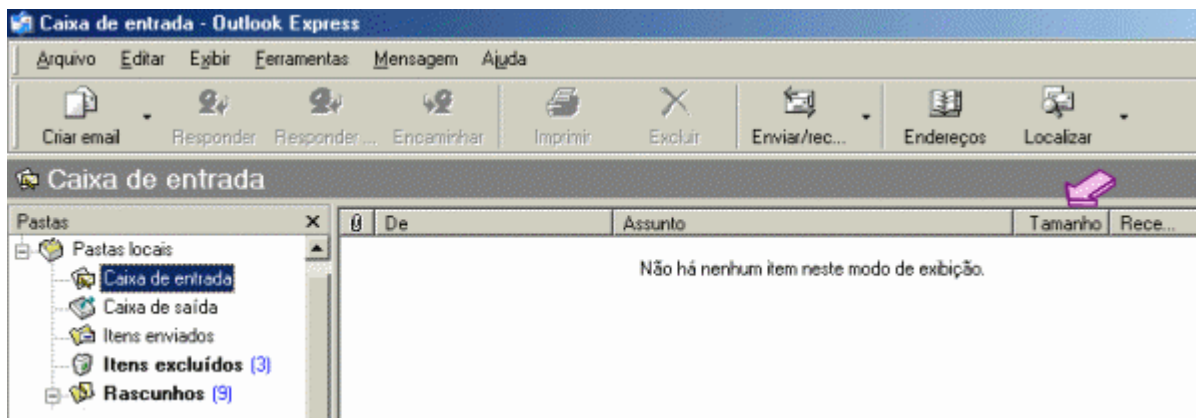 Caixa de entrada - Outlook Express
Arquivo Editar Exibir Ferramentas Mensagem Ajuda
Criar email Responder Responder ... Encaminhar Imprimir Excluir Enviar/rec... Endereços Localizar
Caixa de entrada
Pastas De Assunto Tamanho Rece...
Pastas locais
Não há nenhum item neste modo de exibição.
Caixa de entrada
Caixa de saída
Itens enviados
Itens excluídos (3)
Rascunhos (9)